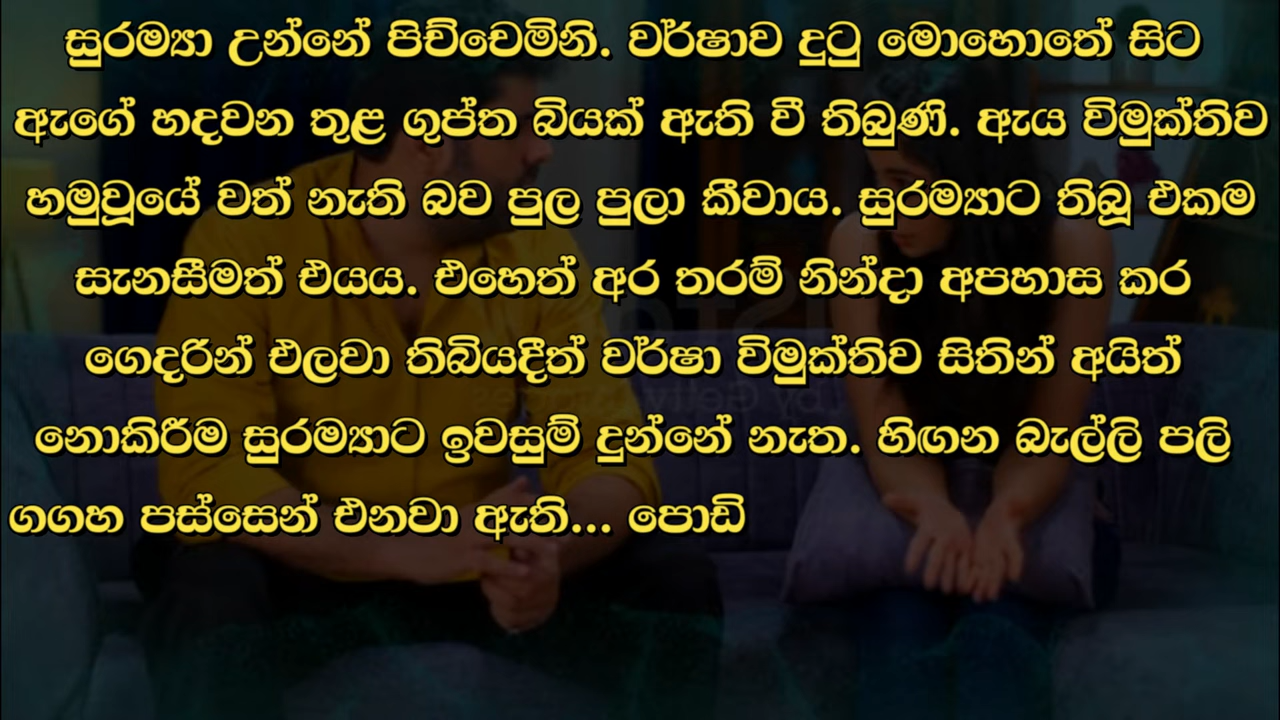 සුරම්‍යා උන්නේ පිච්චෙමිනි. වර්ෂාව දුටු මොහොතේ සිට
ඇගේ හදවන තුළ ගුප්ත බියක් ඇති වී තිබුණි. ඇය විමුක්තිව
හමුවූයේ වත් නැති බව පුල පුලා කීවාය. සුරම්‍යාට තිබූ එකම
සැනසීමත් එයය. එහෙත් අර තරම් නින්දා අපහාස කර
ගෙදරින් එලවා තිබියදීත් වර්ෂා විමුක්තිව සිතින් අයිත්
නොකිරීම සුරම්‍යාට ඉවසුම් දුන්නේ නැත. හිඟන බැල්ලි පලි
ගගහ පස්සෙන් එනවා ඇති... පොඩි